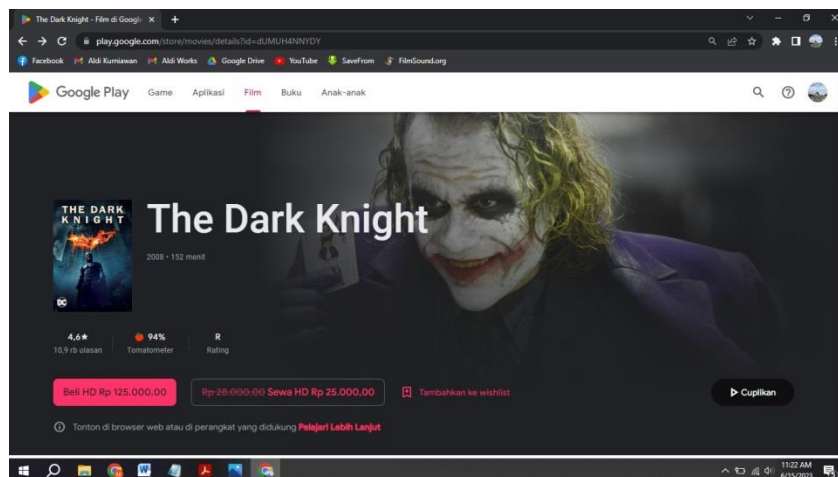 The Dark Knight - Film di Google
play.google.com/store/movies/details?id=dUMUH4NNYDY
Facebook Aldi Kurniawan Aldi Works Google Drive YouTube SaveFrom FilmSound.org
Google Play Game Aplikasi Film Buku Anak-anak
THE DARK
KNIGHT
DC
The Dark Knight
2008 • 152 menit
4,6★ 94% R
10,9 rb ulasan Tomatometer Rating
Beli HD Rp 125.000,00 Rp 28.000,00 Sewa HD Rp 25.000,00 Tambahkan ke wishlist Cuplikan
Tonton di browser web atau di perangkat yang didukung Pelajari Lebih Lanjut
11:22 AM
6/15/2023